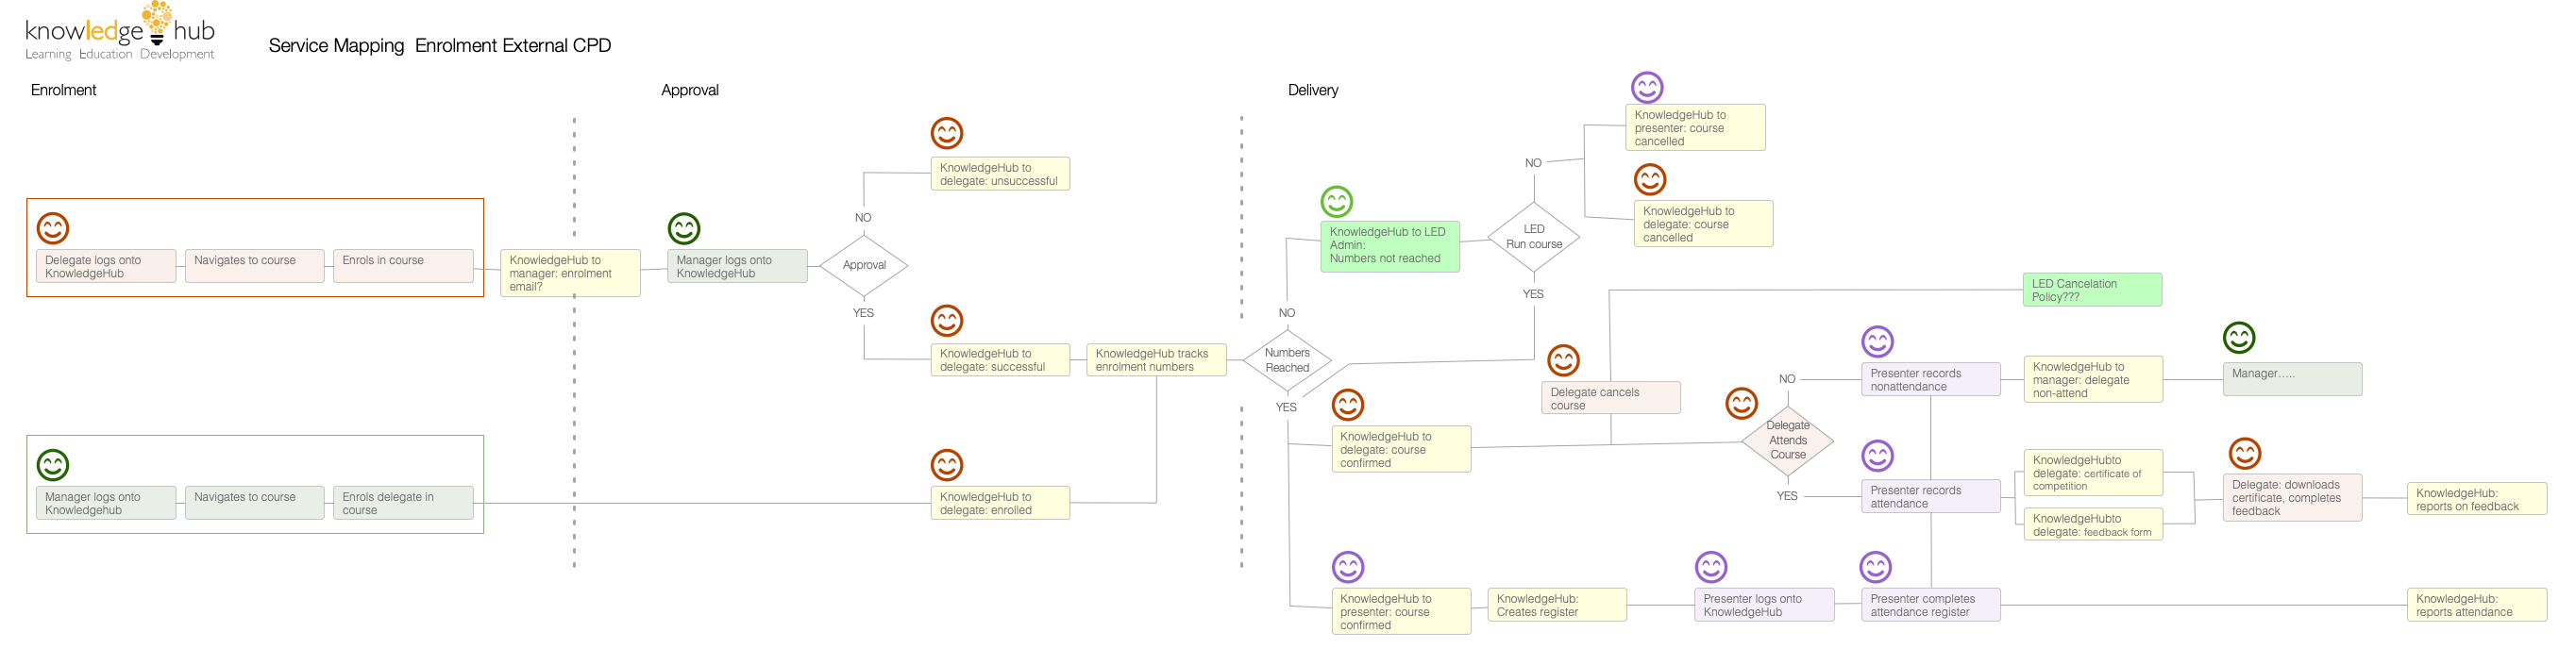 knowledge hub
Learning Education Development
Service Mapping Enrolment External CPD
Enrolment
Approval
Delivery
Delegate logs onto
KnowledgeHub
Navigates to course
Enrols in course
KnowledgeHub to
manager: enrolment
email?
Manager logs onto
KnowledgeHub
Approval
NO
KnowledgeHub to
delegate: unsuccessful
YES
KnowledgeHub to
delegate: successful
KnowledgeHub tracks
enrolment numbers
Manager logs onto
Knowledgehub
Navigates to course
Enrols delegate in
course
KnowledgeHub to
delegate: enrolled
Numbers
Reached
NO
KnowledgeHub to LED
Admin:
Numbers not reached
LED
Run course
NO
KnowledgeHub to
presenter: course
cancelled
KnowledgeHub to
delegate: course
cancelled
YES
YES
KnowledgeHub to
delegate: course
confirmed
Delegate cancels
course
LED Cancelation
Policy???
Delegate
Attends
Course
NO
Presenter records
nonattendance
KnowledgeHub to
manager: delegate
non-attend
Manager.....
YES
Presenter records
attendance
KnowledgeHubto
delegate: certificate of
competition
KnowledgeHubto
delegate: feedback form
Delegate: downloads
certificate, completes
feedback
KnowledgeHub:
reports on feedback
KnowledgeHub to
presenter: course
confirmed
KnowledgeHub:
Creates register
Presenter logs onto
KnowledgeHub
Presenter completes
attendance register
KnowledgeHub:
reports attendance